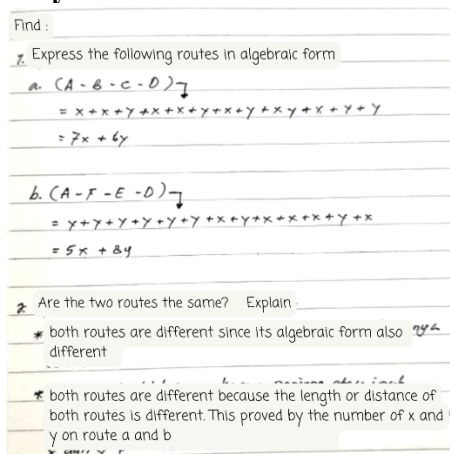 Find :
1. Express the following routes in algebraic form
a. (A - B - C - D)
= x + x + y + x + x + y + x + y + x y + x + y + y
= 7x + 6y
b. (A - F - E - D)
= y + y + y + y + y + y + x + y + x + x + x + y + x
= 5x + 8y
2. Are the two routes the same? Explain
* both routes are different since its algebraic form also
different
* both routes are different because the length or distance of
both routes is different. This proved by the number of x and
y on route a and b